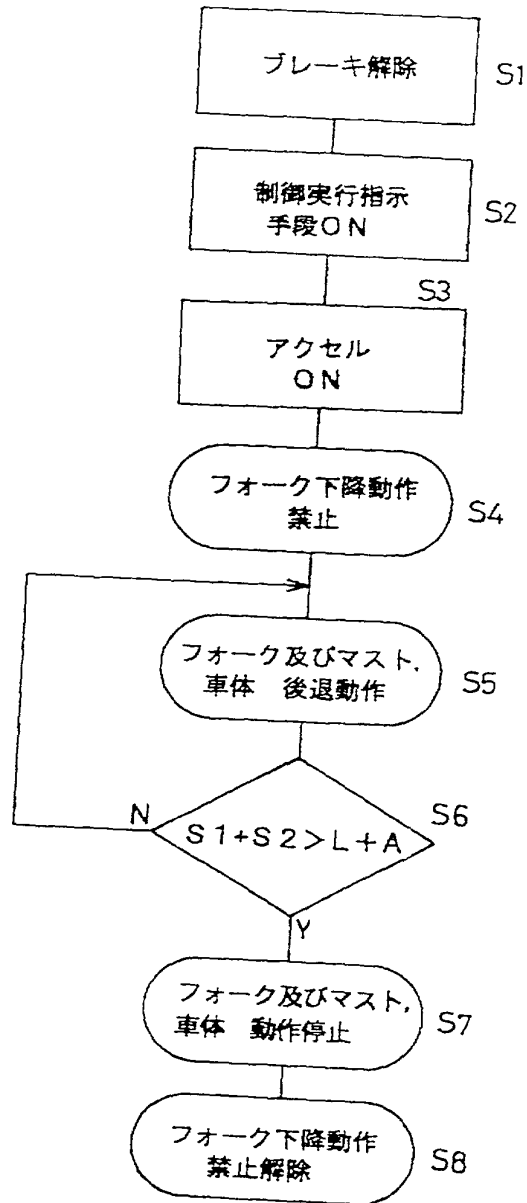 ブレーキ解除
S1
制御実行指示
手段ON
S2
S3
アクセル
ON
フォーク下降動作
禁止
S4
フォーク及びマスト,
車体 後退動作
S5
N
S1+S2>L+A
S6
Y
フォーク及びマスト,
車体 動作停止
S7
フォーク下降動作
禁止解除
S8